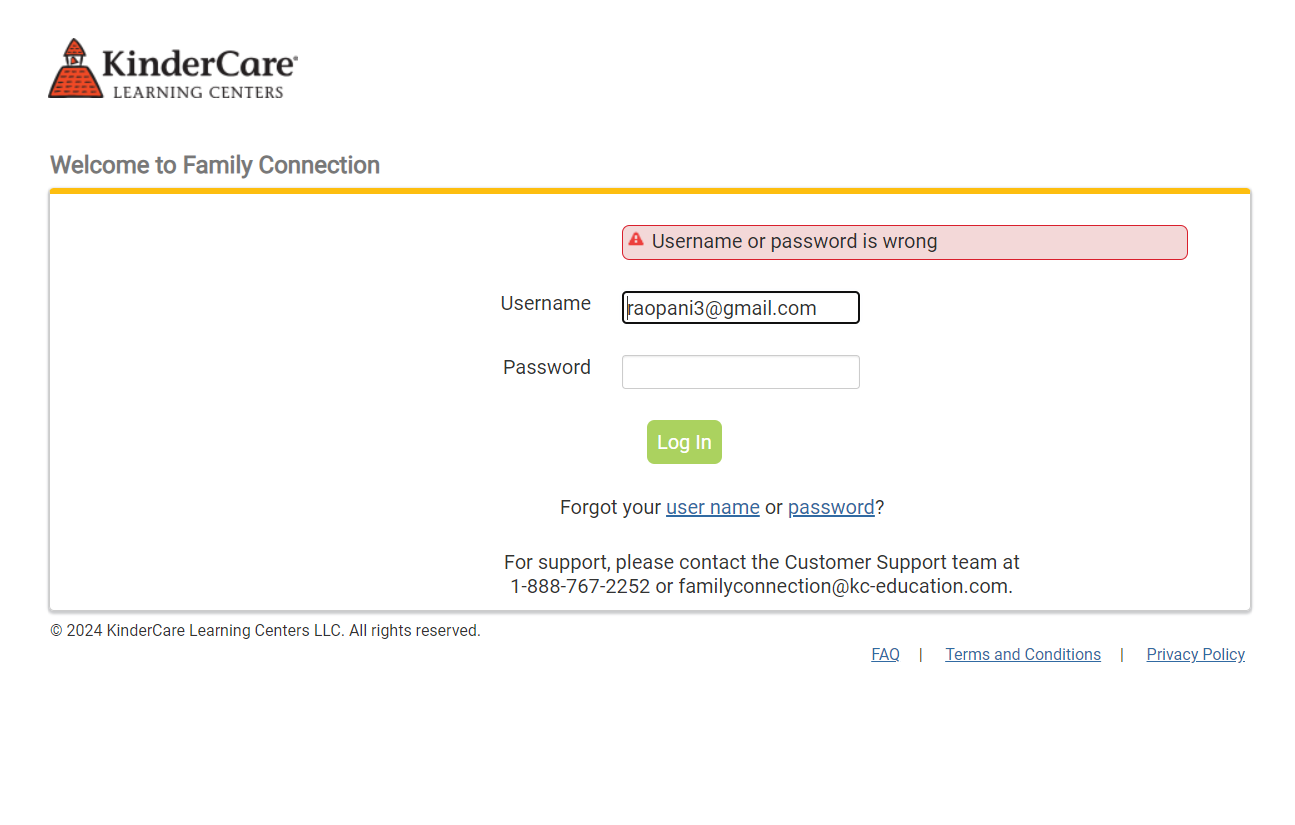 KinderCare
LEARNING CENTERS
Welcome to Family Connection
Username or password is wrong
Username
raopani3@gmail.com
Password
Log In
Forgot your user name or password?
For support, please contact the Customer Support team at
1-888-767-2252 or familyconnection@kc-education.com.
© 2024 KinderCare Learning Centers LLC. All rights reserved.
FAQ | Terms and Conditions | Privacy Policy